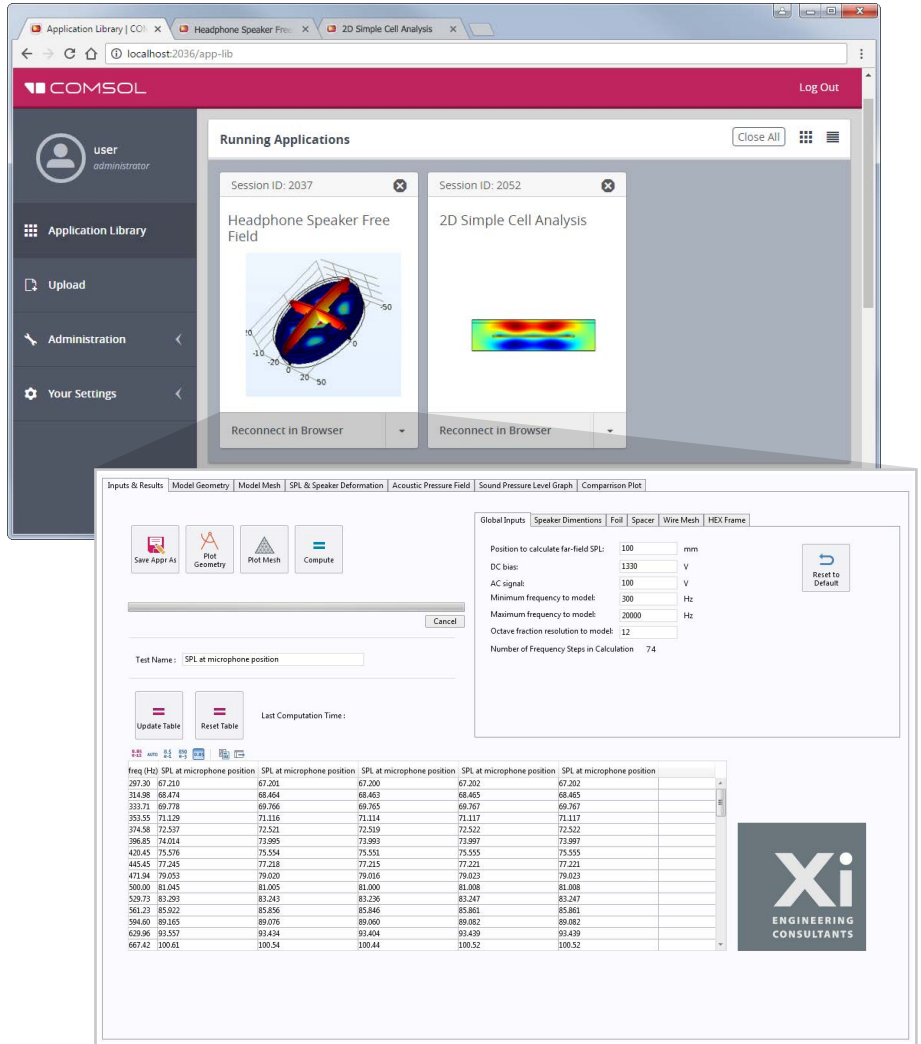 Application Library | CO
Headphone Speaker Free
2D Simple Cell Analysis
localhost:2036/app-lib
COMSOL
Log Out
user
administrator
Running Applications
Close All
Session ID: 2037
Session ID: 2052
Headphone Speaker Free
Field
2D Simple Cell Analysis
Application Library
Upload
Administration
Your Settings
-50
-10
-20
0
20
50
0
Reconnect in Browser
Reconnect in Browser
Inputs & Results Model Geometry Model Mesh SPL & Speaker Deformation Acoustic Pressure Field Sound Pressure Level Graph Comparrison Plot
Global Inputs Speaker Dimentions Foil Spacer Wire Mesh HEX Frame
Save Appr As
Plot
Geometry
Plot Mesh
Compute
Position to calculate far-field SPL: 100 mm
DC bias: 1330 V
AC signal: 100 V
Minimum frequency to model: 300 Hz
Maximum frequency to model: 20000 Hz
Octave fraction resolution to model: 12
Number of Frequency Steps in Calculation 74
Reset to
Default
Cancel
Test Name: SPL at microphone position
Update Table
Reset Table
Last Computation Time :
AUTO
freq (Hz) SPL at microphone position SPL at microphone position SPL at microphone position SPL at microphone position SPL at microphone position
297.30 67.210 67.201 67.200 67.202 67.202
314.98 68.474 68.464 68.463 68.465 68.465
333.71 69.778 69.766 69.765 69.767 69.767
353.55 71.129 71.116 71.114 71.117 71.117
374.58 72.537 72.521 72.519 72.522 72.522
396.85 74.014 73.995 73.993 73.997 73.997
420.45 75.576 75.554 75.551 75.555 75.555
445.45 77.245 77.218 77.215 77.221 77.221
471.94 79.053 79.020 79.016 79.023 79.023
500.00 81.045 81.005 81.000 81.008 81.008
529.73 83.293 83.243 83.236 83.247 83.247
561.23 85.922 85.856 85.846 85.861 85.861
594.60 89.165 89.076 89.060 89.082 89.082
629.96 93.557 93.434 93.404 93.439 93.439
667.42 100.61 100.54 100.44 100.52 100.52
Xi
ENGINEERING
CONSULTANTS